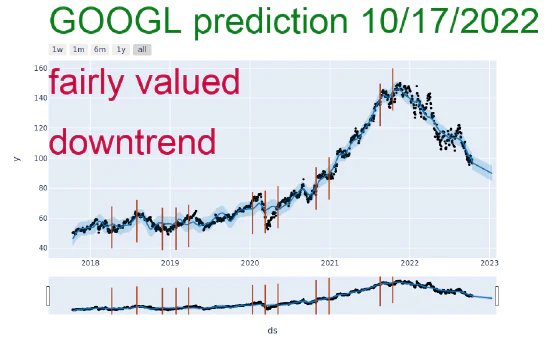 GOOGL prediction 10/17/2022
1w 1m 6m 1y all
160
fairly valued
140
120
downtrend
y
100
80
60
40
2018 2019 2020 2021 2022 2023
ds